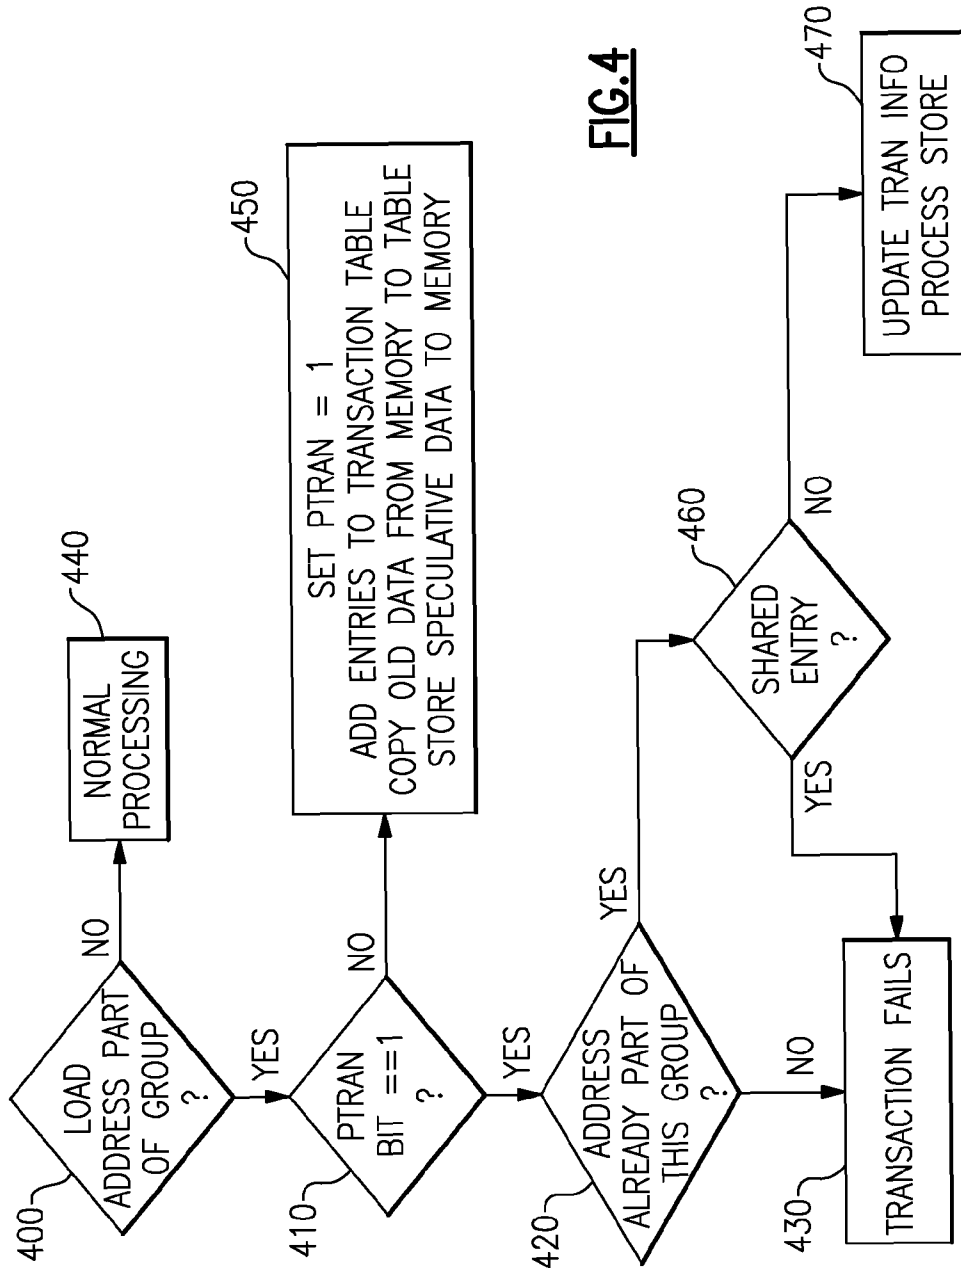 400
LOAD
ADDRESS PART
OF GROUP
?
NO
440
NORMAL
PROCESSING
YES
410
PTRAN
BIT ==1
?
NO
450
SET PTRAN = 1
ADD ENTRIES TO TRANSACTION TABLE
COPY OLD DATA FROM MEMORY TO TABLE
STORE SPECULATIVE DATA TO MEMORY
YES
420
ADDRESS
ALREADY PART OF
THIS GROUP
?
YES
460
SHARED
ENTRY
?
NO
470
UPDATE TRAN INFO
PROCESS STORE
YES
NO
430
TRANSACTION FAILS
FIG.4